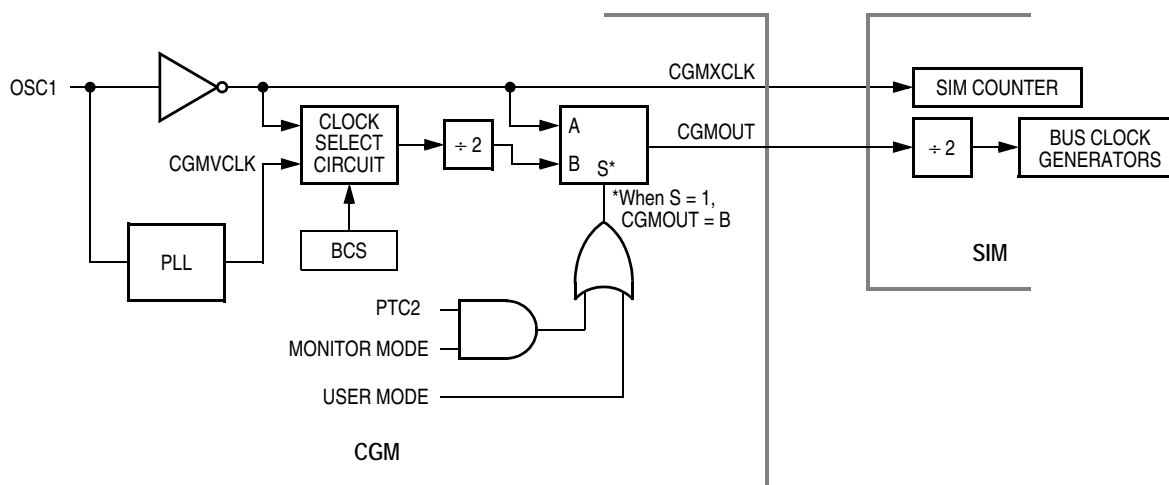 OSC1
CGMXCLK
SIM COUNTER
CLOCK
SELECT
CIRCUIT
÷ 2
A
B
S*
CGMOUT
÷ 2
BUS CLOCK
GENERATORS
CGMVCLK
*When S = 1,
CGMOUT = B
PLL
BCS
SIM
PTC2
MONITOR MODE
USER MODE
CGM